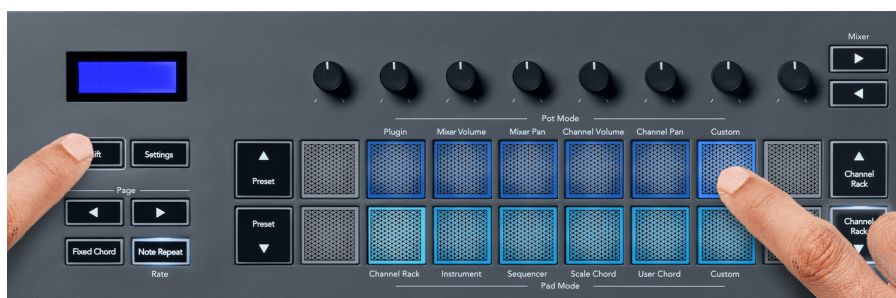 Mixer
Pot Mode
Plugin
Mixer Volume
Mixer Pan
Channel Volume
Channel Pan
Custom
Settings
Preset
Channel
Rack
Page
Preset
Channel
Rack
Fixed Chord
Note Repeat
Rate
Channel Rack
Instrument
Sequencer
Scale Chord
User Chord
Custom
Pad Mode